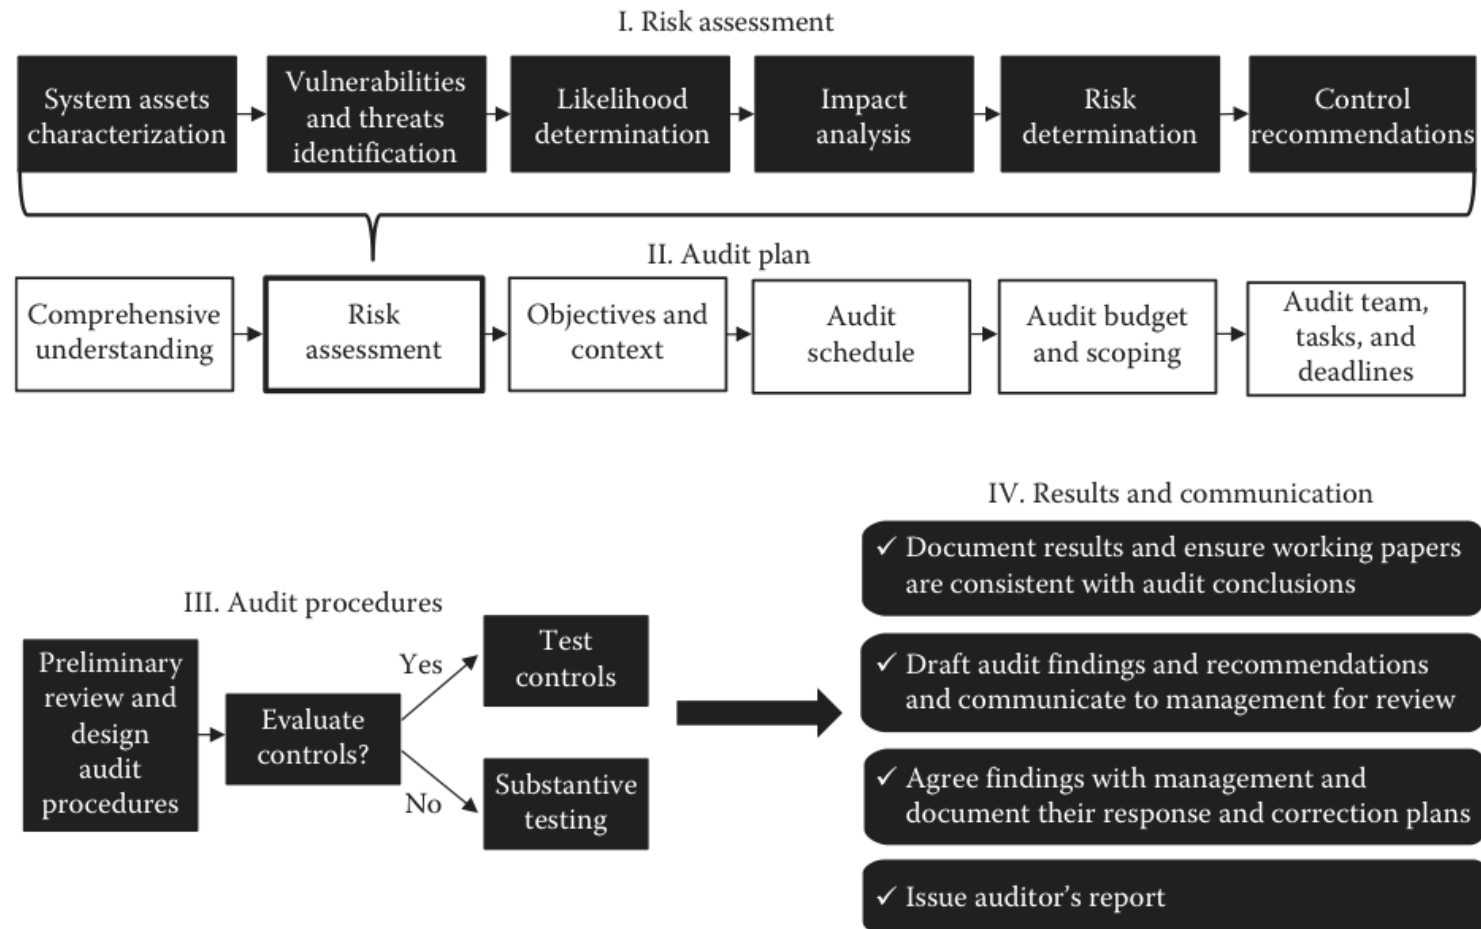 I. Risk assessment
System assets
characterization
Vulnerabilities
and threats
identification
Likelihood
determination
Impact
analysis
Risk
determination
Control
recommendations
II. Audit plan
Comprehensive
understanding
Risk
assessment
Objectives and
context
Audit
schedule
Audit budget
and scoping
Audit team,
tasks, and
deadlines
III. Audit procedures
Preliminary
review and
design
audit
procedures
Evaluate
controls?
Yes
No
Test
controls
Substantive
testing
IV. Results and communication
✓ Document results and ensure working papers
are consistent with audit conclusions
✓ Draft audit findings and recommendations
and communicate to management for review
✓ Agree findings with management and
document their response and correction plans
✓ Issue auditor’s report